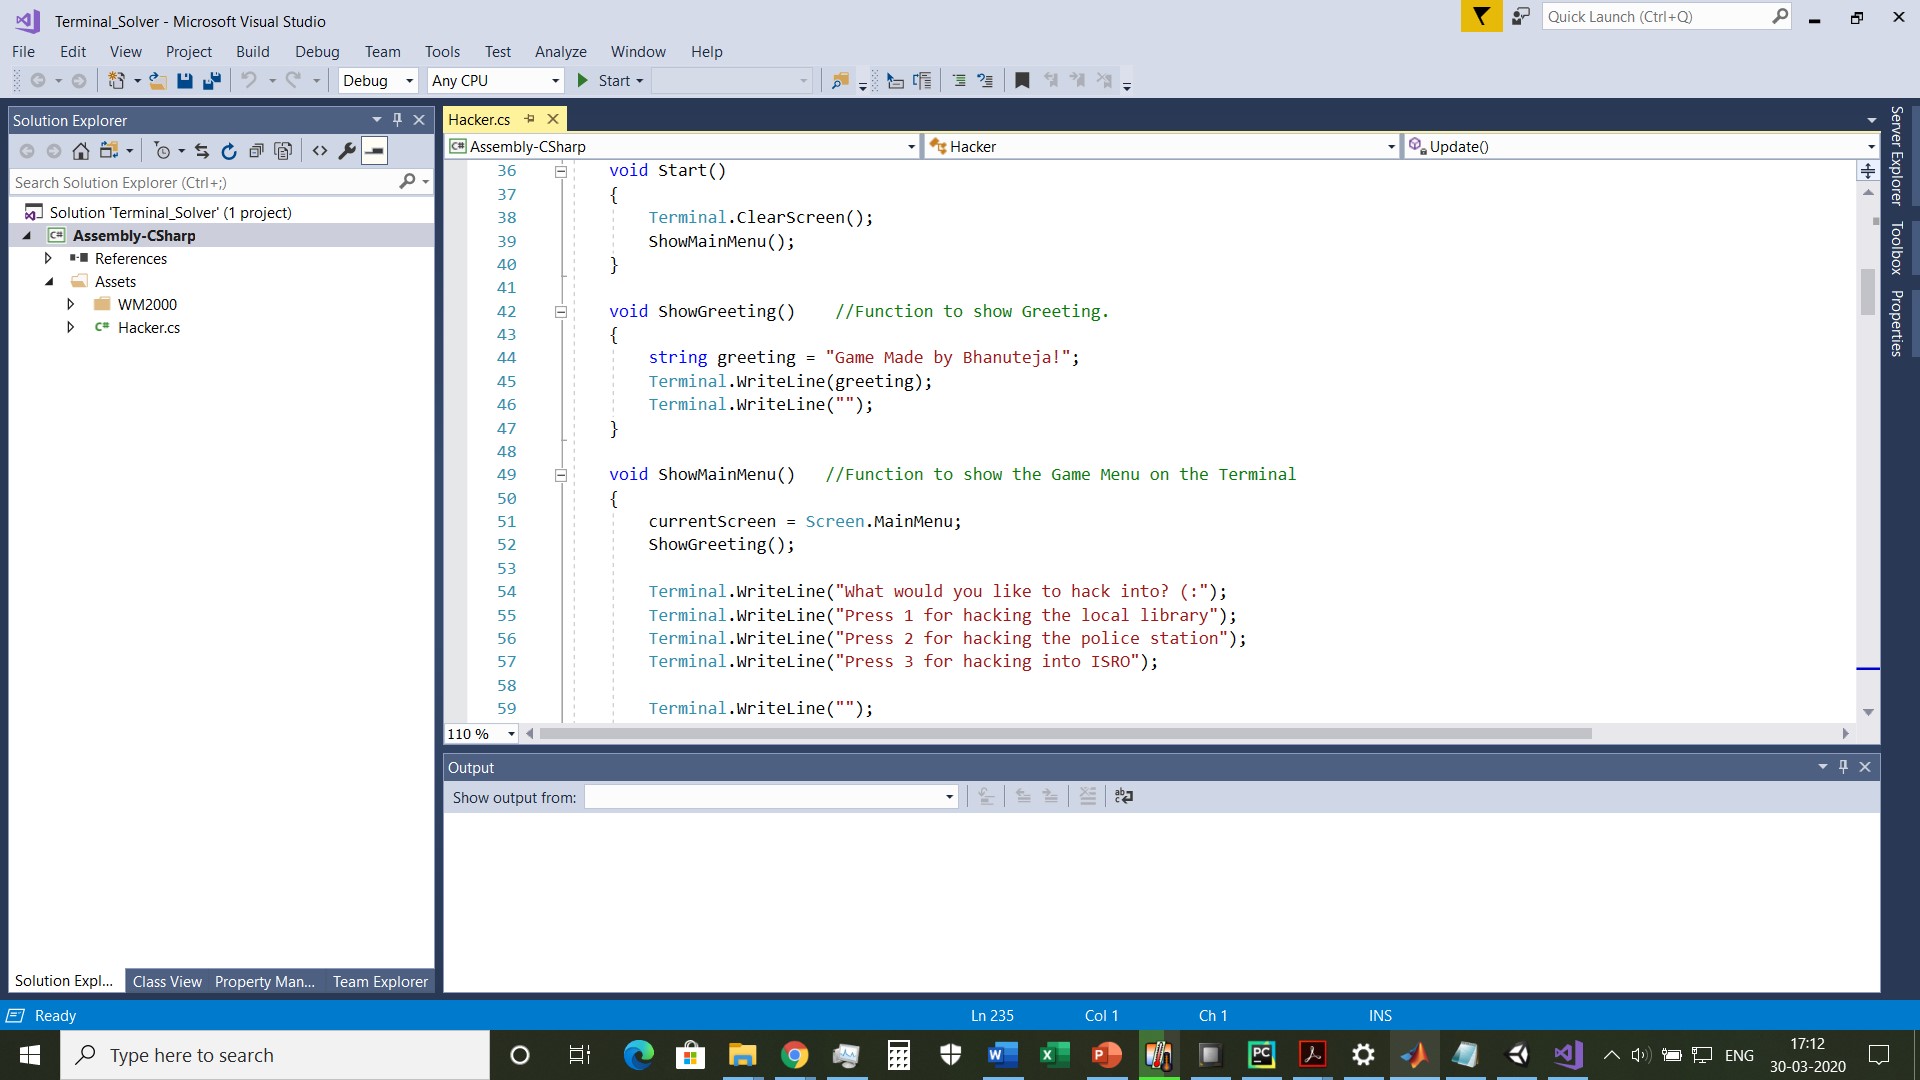 Terminal_Solver - Microsoft Visual Studio
Quick Launch (Ctrl+Q)
File Edit View Project Build Debug Team Tools Test Analyze Window Help
Debug Any CPU Start
Solution Explorer
Search Solution Explorer (Ctrl+;)
Solution 'Terminal_Solver' (1 project)
C# Assembly-CSharp
References
Assets
WM2000
C# Hacker.cs
Solution Expl... Class View Property Man... Team Explorer
Hacker.cs
C# Assembly-CSharp Hacker Update()
36 void Start()
37 {
38 Terminal.ClearScreen();
39 ShowMainMenu();
40 }
41
42 void ShowGreeting() //Function to show Greeting.
43 {
44 string greeting = "Game Made by Bhanuteja!";
45 Terminal.WriteLine(greeting);
46 Terminal.WriteLine("");
47 }
48
49 void ShowMainMenu() //Function to show the Game Menu on the Terminal
50 {
51 currentScreen = Screen.MainMenu;
52 ShowGreeting();
53
54 Terminal.WriteLine("What would you like to hack into? (:");
55 Terminal.WriteLine("Press 1 for hacking the local library");
56 Terminal.WriteLine("Press 2 for hacking the police station");
57 Terminal.WriteLine("Press 3 for hacking into ISRO");
58
59 Terminal.WriteLine("");
110 %
Server Explorer
Toolbox
Properties
Output
Show output from:
Ready Ln 235 Col 1 Ch 1 INS
Type here to search
ENG
17:12
30-03-2020